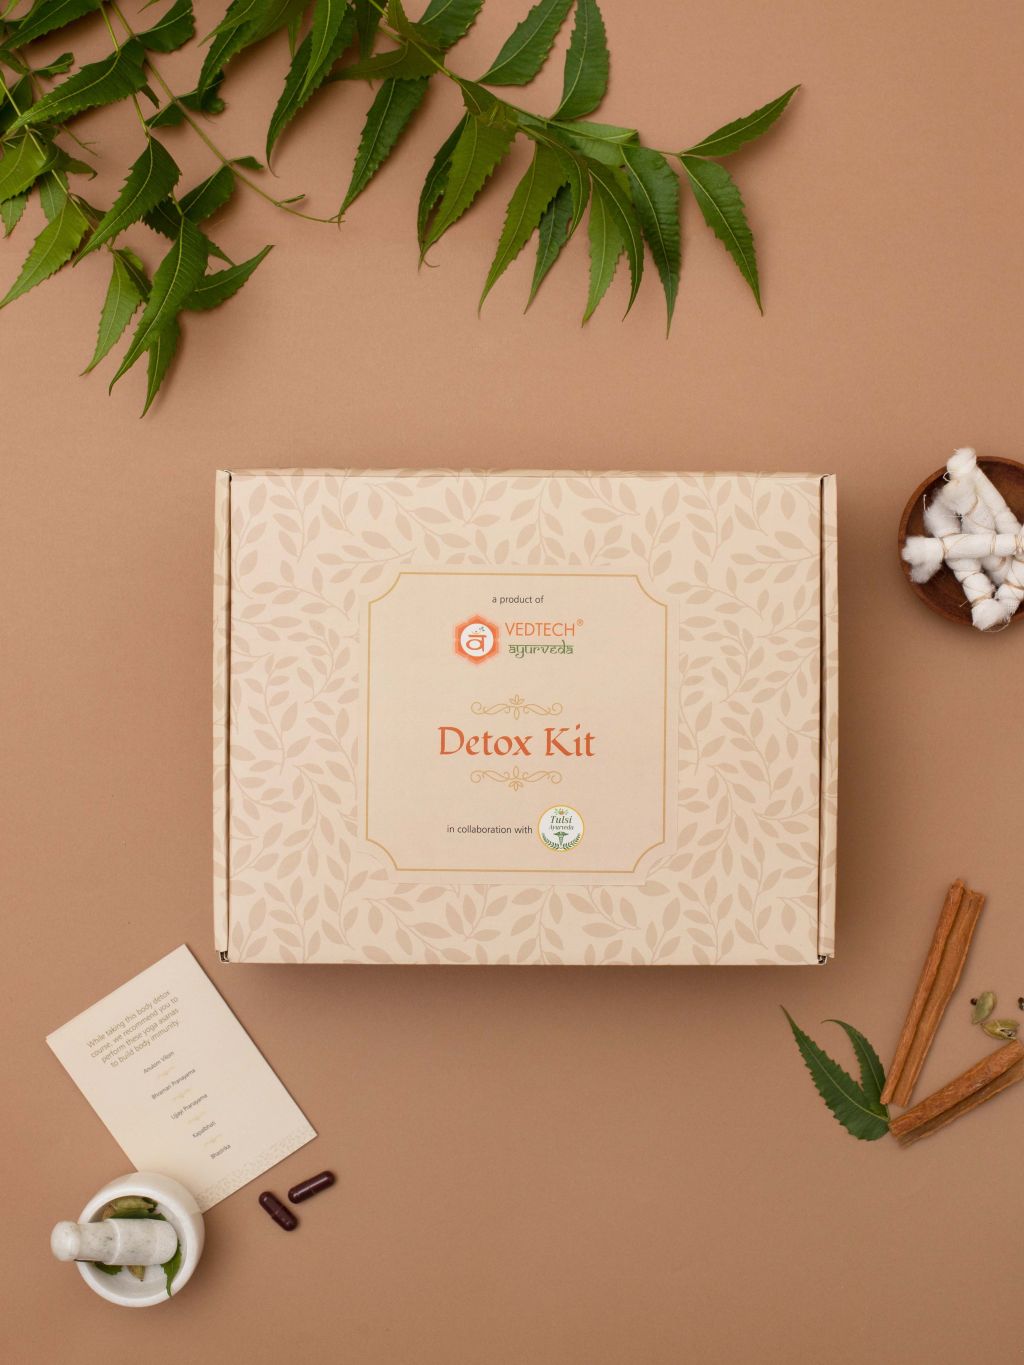 a product of
वै
VEDTECH®
ayurveda
Detox Kit
in collaboration with
Tulsi
Ayurveda
While taking this body detox
course, we recommend you to
perform these yoga asanas
to build body immunity
Anulom Vilom
Bhramari Pranayama
Ujjayi Pranayama
Kapalbhati
Bhastrika